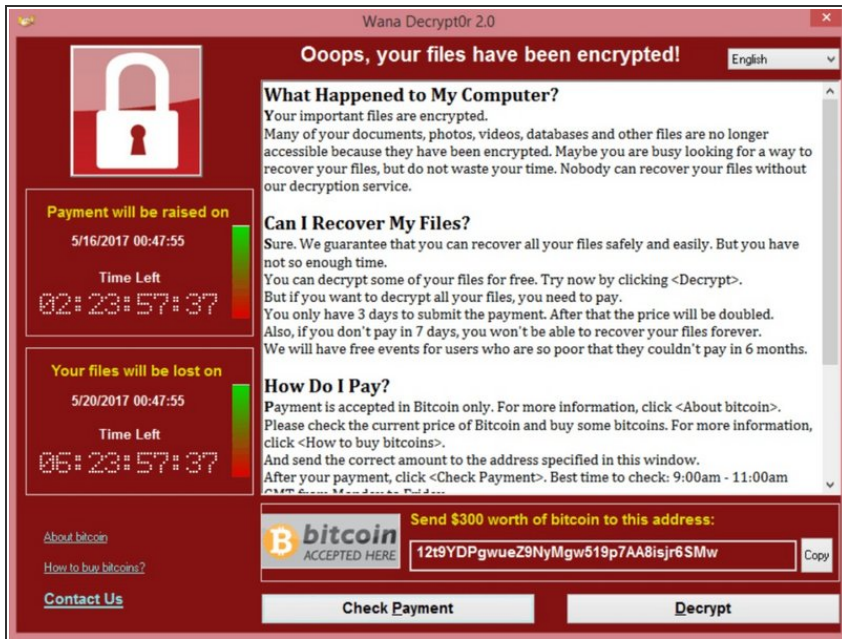 Wana Decrypt0r 2.0
Ooops, your files have been encrypted!
English
What Happened to My Computer?
Your important files are encrypted.
Many of your documents, photos, videos, databases and other files are no longer
accessible because they have been encrypted. Maybe you are busy looking for a way to
recover your files, but do not waste your time. Nobody can recover your files without
our decryption service.
Can I Recover My Files?
Sure. We guarantee that you can recover all your files safely and easily. But you have
not so enough time.
You can decrypt some of your files for free. Try now by clicking <Decrypt>.
But if you want to decrypt all your files, you need to pay.
You only have 3 days to submit the payment. After that the price will be doubled.
Also, if you don't pay in 7 days, you won't be able to recover your files forever.
We will have free events for users who are so poor that they couldn't pay in 6 months.
How Do I Pay?
Payment is accepted in Bitcoin only. For more information, click <About bitcoin>.
Please check the current price of Bitcoin and buy some bitcoins. For more information,
click <How to buy bitcoins>.
And send the correct amount to the address specified in this window.
After your payment, click <Check Payment>. Best time to check: 9:00am - 11:00am
GMT from Monday to Friday
Payment will be raised on
5/16/2017 00:47:55
Time Left
02:23:57:37
Your files will be lost on
5/20/2017 00:47:55
Time Left
06:23:57:37
About bitcoin
How to buy bitcoins?
Contact Us
bitcoin
ACCEPTED HERE
Send $300 worth of bitcoin to this address:
12t9YDPgwueZ9NyMgw519p7AA8isjr6SMw
Copy
Check Payment
Decrypt